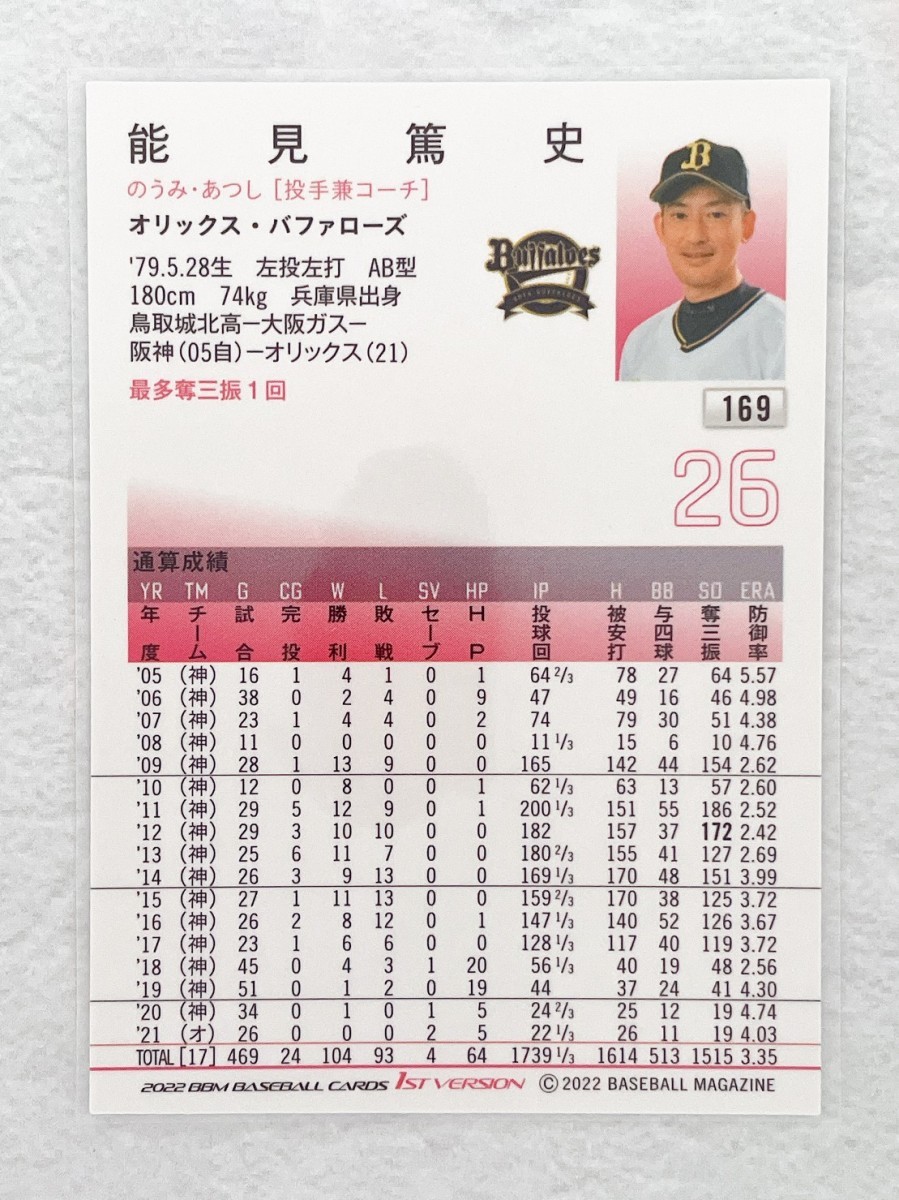 能見篤史
のうみ・あつし [投手兼コーチ]
オリックス・バファローズ
'79.5.28生 左投左打 AB型
180cm 74kg 兵庫県出身
鳥取城北高ー大阪ガスー
阪神(05自)ーオリックス(21)
最多奪三振1回
Buffaloes
B
169
26
通算成績
YR TM G CG W L SV HP IP H BB SO ERA
年度 チーム 試合 完投 勝利 敗戦 セーブ HP 投球回 被安打 与四球 奪三振 防御率
'05 (神) 16 1 4 1 0 1 64 2/3 78 27 64 5.57
'06 (神) 38 0 2 4 0 9 47 49 16 46 4.98
'07 (神) 23 1 4 4 0 2 74 79 30 51 4.38
'08 (神) 11 0 0 0 0 0 11 1/3 15 6 10 4.76
'09 (神) 28 1 13 9 0 0 165 142 44 154 2.62
'10 (神) 12 0 8 0 0 1 62 1/3 63 13 57 2.60
'11 (神) 29 5 12 9 0 1 200 1/3 151 55 186 2.52
'12 (神) 29 3 10 10 0 0 182 157 37 172 2.42
'13 (神) 25 6 11 7 0 0 180 2/3 155 41 127 2.69
'14 (神) 26 3 9 13 0 0 169 1/3 170 48 151 3.99
'15 (神) 27 1 11 13 0 0 159 2/3 170 38 125 3.72
'16 (神) 26 2 8 12 0 1 147 1/3 140 52 126 3.67
'17 (神) 23 1 6 6 0 0 128 1/3 117 40 119 3.72
'18 (神) 45 0 4 3 1 20 56 1/3 40 19 48 2.56
'19 (神) 51 0 1 2 0 19 44 37 24 41 4.30
'20 (神) 34 0 1 0 1 5 24 2/3 25 12 19 4.74
'21 (オ) 26 0 0 0 2 5 22 1/3 26 11 19 4.03
TOTAL [17] 469 24 104 93 4 64 1739 1/3 1614 513 1515 3.35
2022 BBM BASEBALL CARDS 1ST VERSION © 2022 BASEBALL MAGAZINE